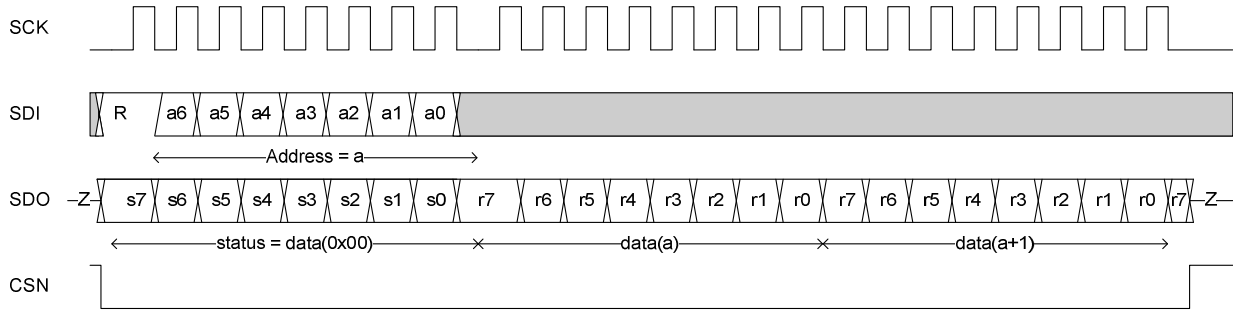 SCK
SDI R a6 a5 a4 a3 a2 a1 a0
Address = a
SDO Z s7 s6 s5 s4 s3 s2 s1 s0 r7 r6 r5 r4 r3 r2 r1 r0 r7 r6 r5 r4 r3 r2 r1 r0 r7 Z
status = data(0x00) data(a) data(a+1)
CSN